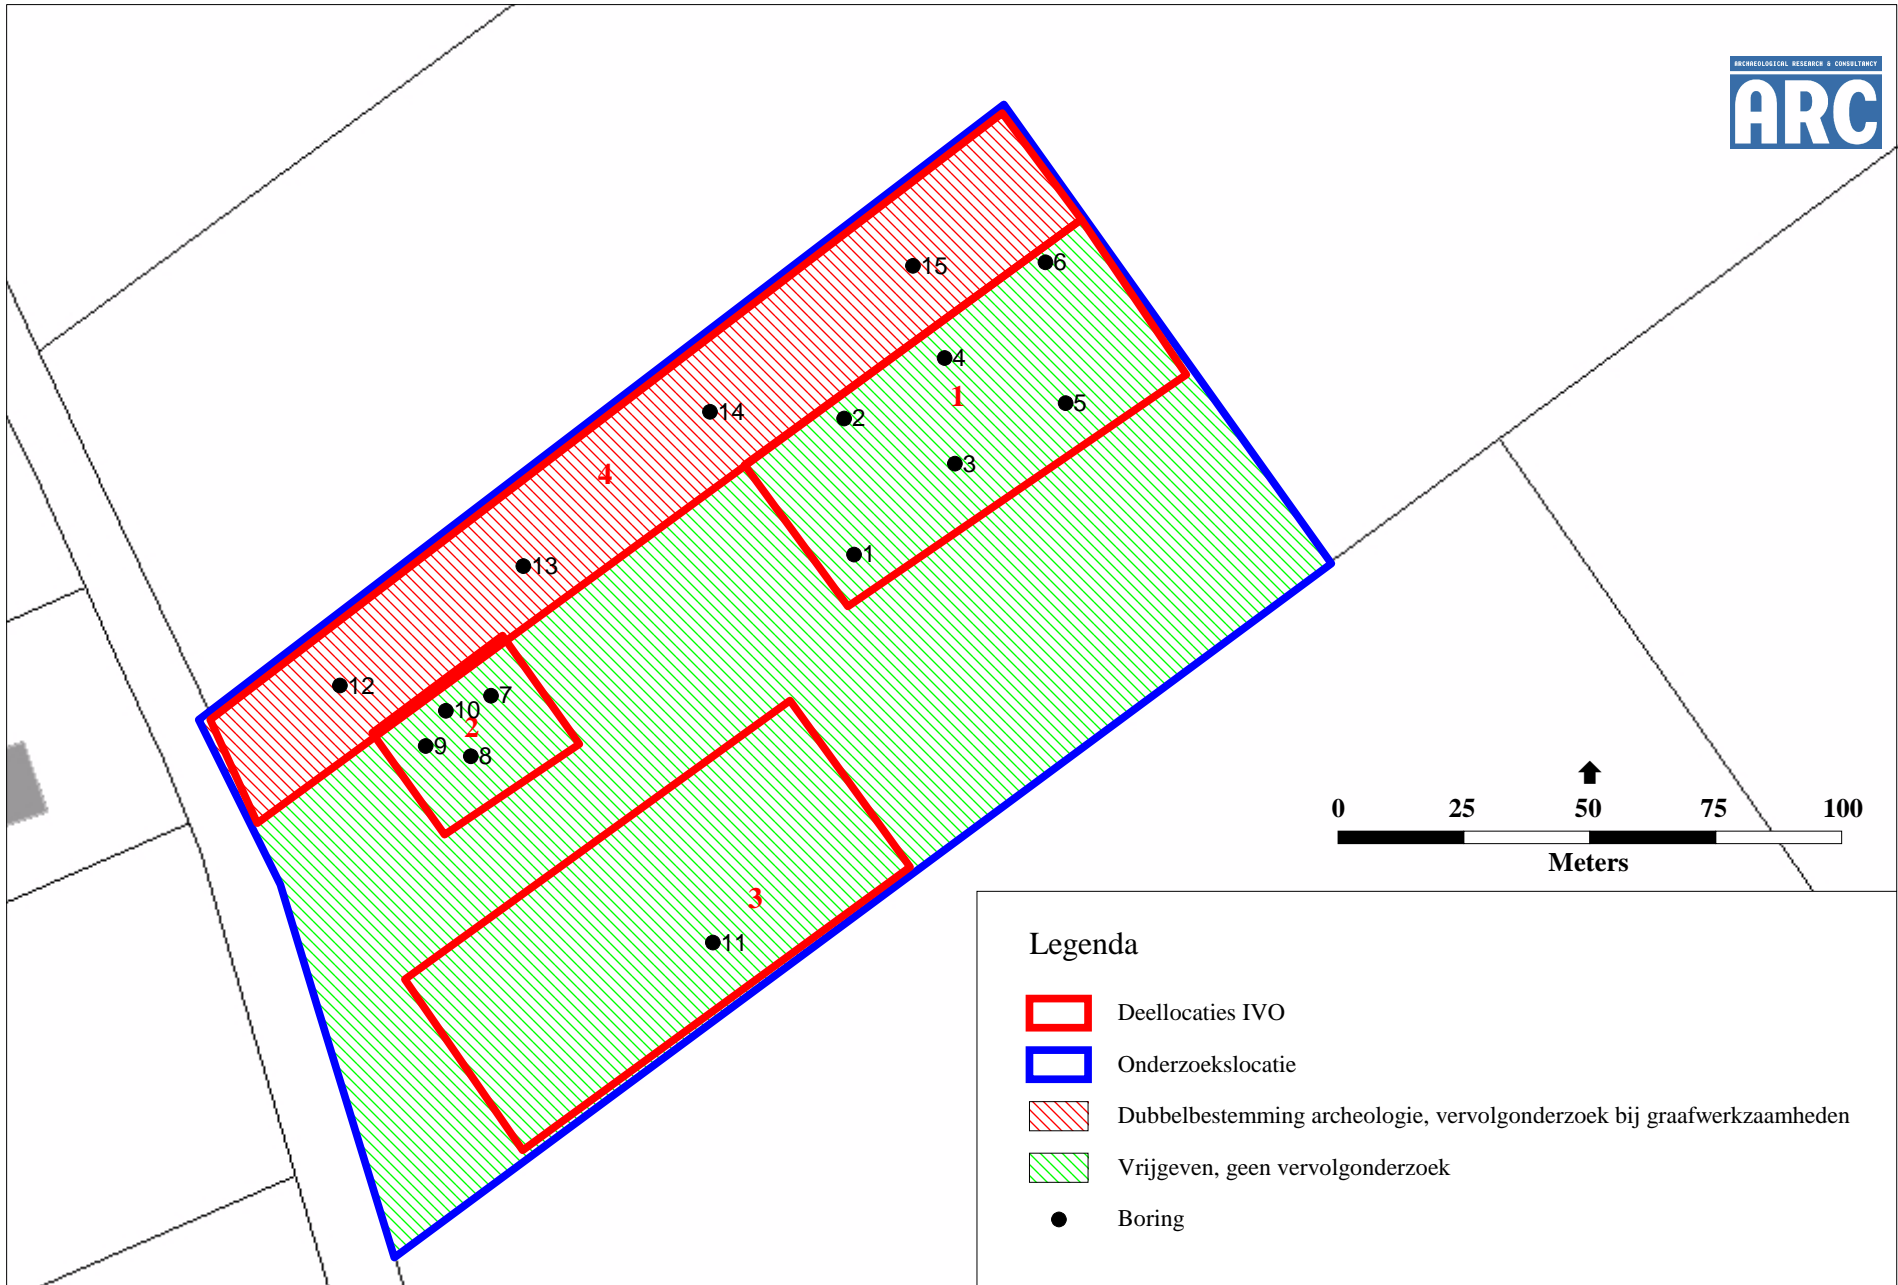 ARCHAEOLOGICAL RESEARCH & CONSULTANCY
ARC
15
6
4
1
14
2
5
4
3
1
13
12
7
10
2
9
8
3
11
0 25 50 75 100
Meters
Legenda
Deellocaties IVO
Onderzoekslocatie
Dubbelbestemming archeologie, vervolgonderzoek bij graafwerkzaamheden
Vrijgeven, geen vervolgonderzoek
Boring